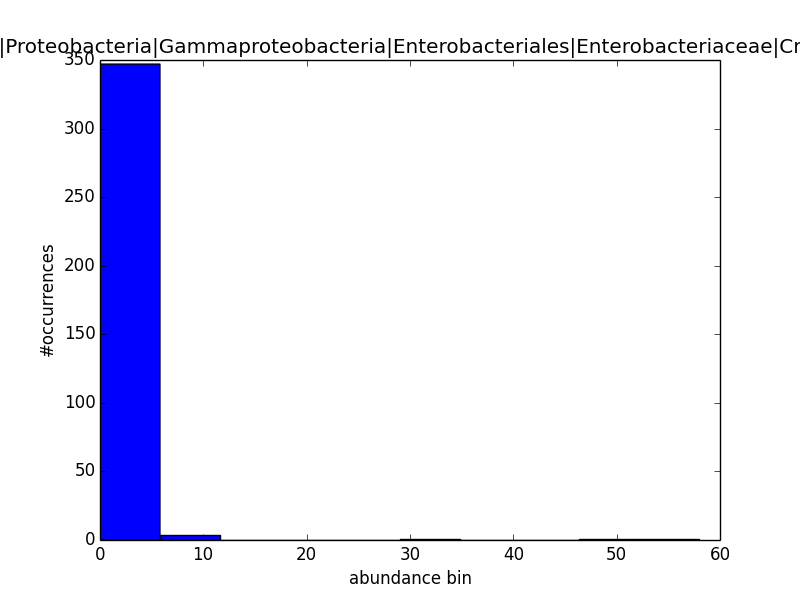 |Proteobacteria|Gammaproteobacteria|Enterobacteriales|Enterobacteriaceae|Cr
350
300
250
200
150
100
50
0
#occurrences
0 10 20 30 40 50 60
abundance bin